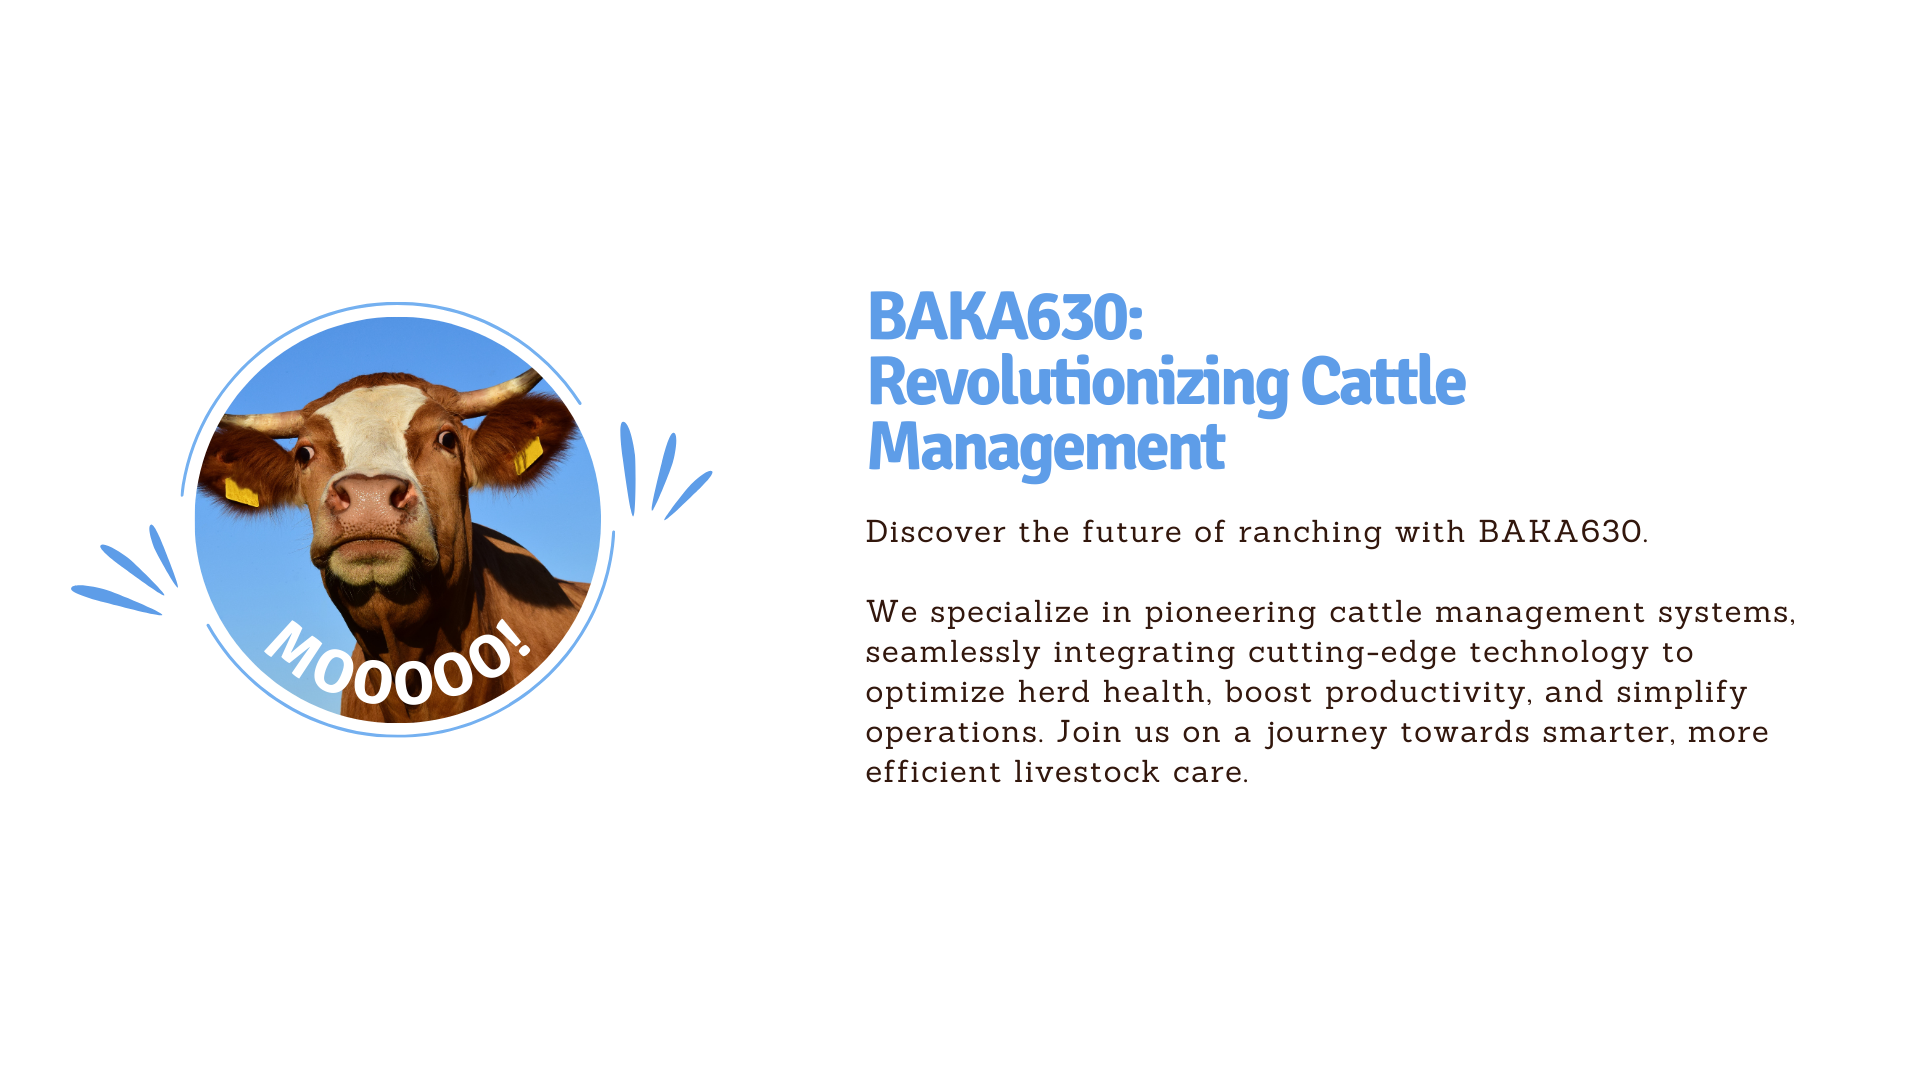 MOOOOO!
BAKA630:
Revolutionizing Cattle
Management
Discover the future of ranching with BAKA630.
We specialize in pioneering cattle management systems,
seamlessly integrating cutting-edge technology to
optimize herd health, boost productivity, and simplify
operations. Join us on a journey towards smarter, more
efficient livestock care.